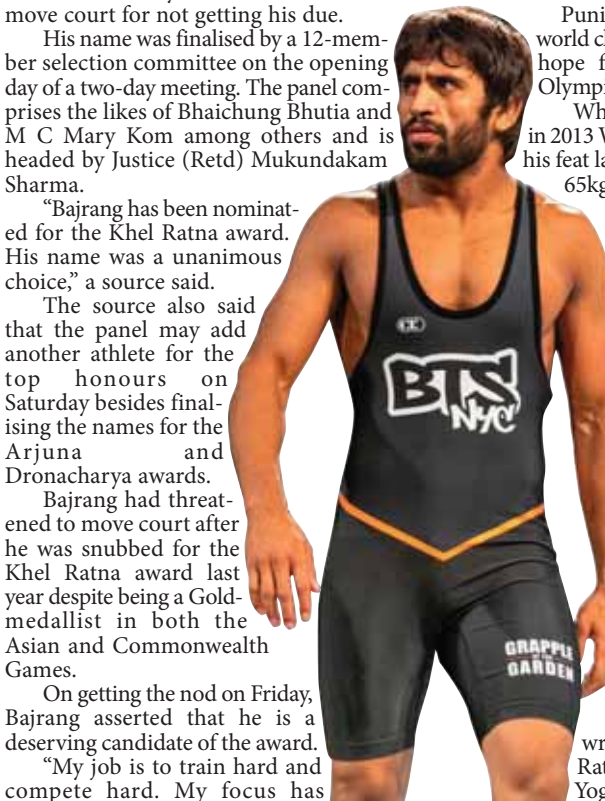 move court for not getting his due.
His name was finalised by a 12-mem-
ber selection committee on the opening
day of a two-day meeting. The panel com-
prises the likes of Bhaichung Bhutia and
M C Mary Kom among others and is
headed by Justice (Retd) Mukundakam
Sharma.
“Bajrang has been nominat-
ed for the Khel Ratna award.
His name was a unanimous
choice,” a source said.
The source also said
that the panel may add
another athlete for the
top honours on
Saturday besides final-
ising the names for the
Arjuna and
Dronacharya awards.
Bajrang had threat-
ened to move court after
he was snubbed for the
Khel Ratna award last
year despite being a Gold-
medallist in both the
Asian and Commonwealth
Games.
On getting the nod on Friday,
Bajrang asserted that he is a
deserving candidate of the award.
“My job is to train hard and
compete hard. My focus has
BTS
NYC
GRAPPLE
GARDEN
Puni
world cl
hope f
Olympi
Wh
in 2013 W
his feat la
65kg
wr
Rat
Yog